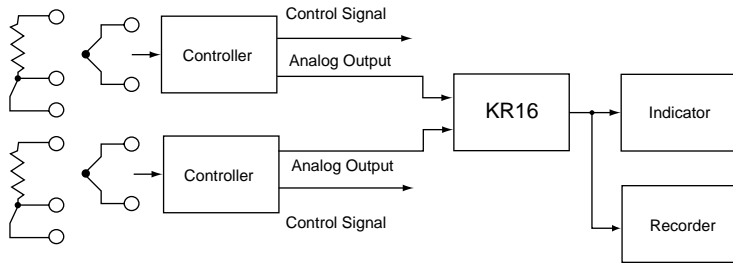 Control Signal
Controller
Analog Output
KR16
Indicator
Controller
Analog Output
Control Signal
Recorder